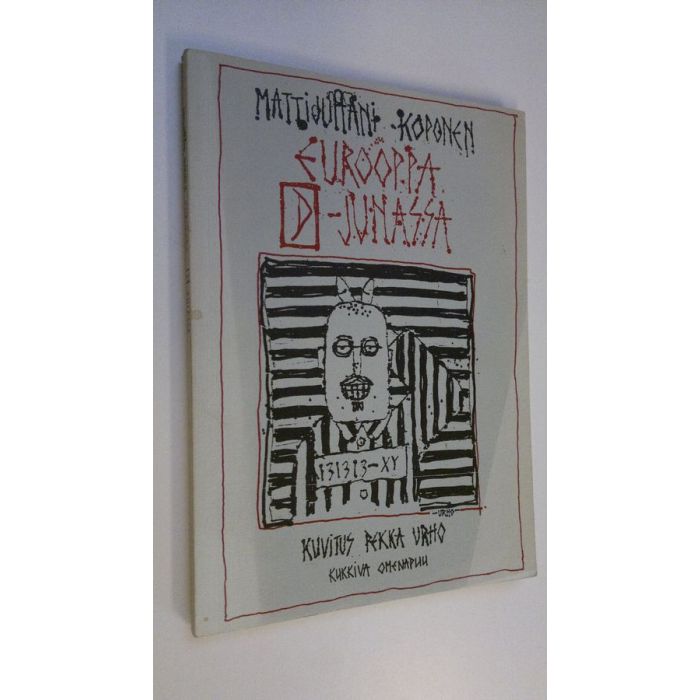 MATTIJUHANI KOPONEN
EUROOPPA
D-JUNASSA
131313-XY
-URHO-
KUVITUS PEKKA URHO
KUKKIVA OMENAPUU